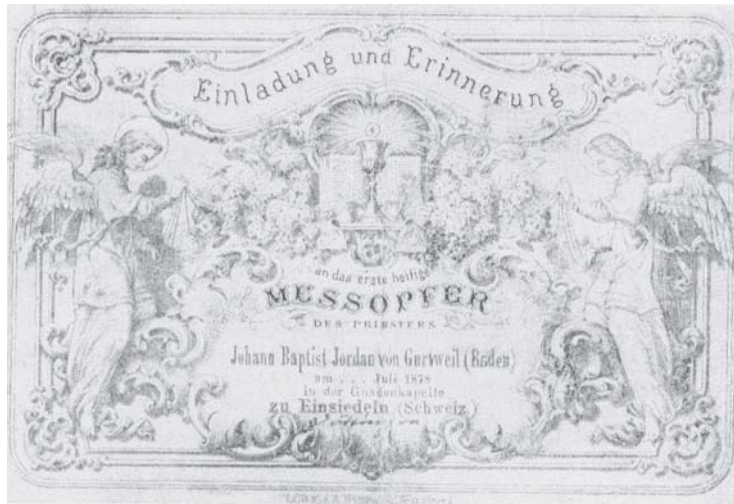 Einladung und Erinnerung
an das erste heilige
MESSOPFER
DES PRIESTERS
Johann Baptist Jordan von Gurtweil (Baden)
am . . . Juli 1878
in der Gnadenkapelle
zu Einsiedeln (Schweiz)